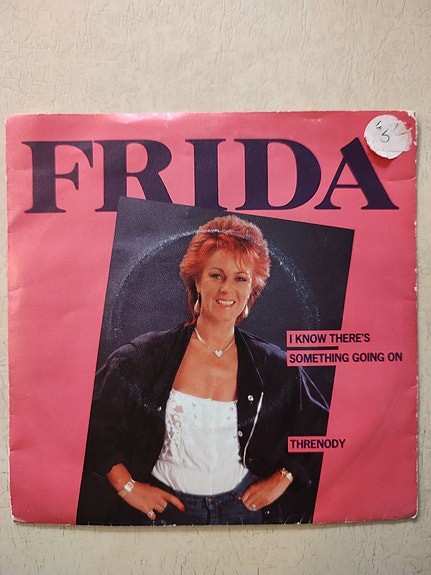 FRIDA
I KNOW THERE'S
SOMETHING GOING ON
THRENODY